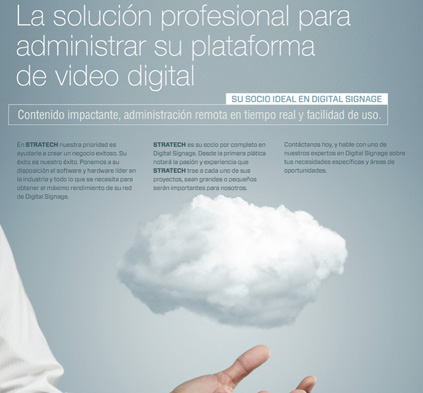 La solución profesional para
administrar su plataforma
de video digital
SU SOCIO IDEAL EN DIGITAL SIGNAGE
Contenido impactante, administración remota en tiempo real y facilidad de uso.
En STRATECH nuestra prioridad es
ayudarle a crear un negocio exitoso. Su
éxito es nuestro éxito. Ponemos a su
disposición el software y hardware líder en
la industria y todo lo que se necesita para
obtener el máximo rendimiento de su red
de Digital Signage.
STRATECH es su socio por completo en
Digital Signage. Desde la primera plática
notará la pasión y experiencia que
STRATECH trae a cada uno de sus
proyectos, sean grandes o pequeños
serán importantes para nosotros.
Contáctanos hoy, y hable con uno de
nuestros expertos en Digital Signage sobre
tus necesidades específicas y áreas de
oportunidades.